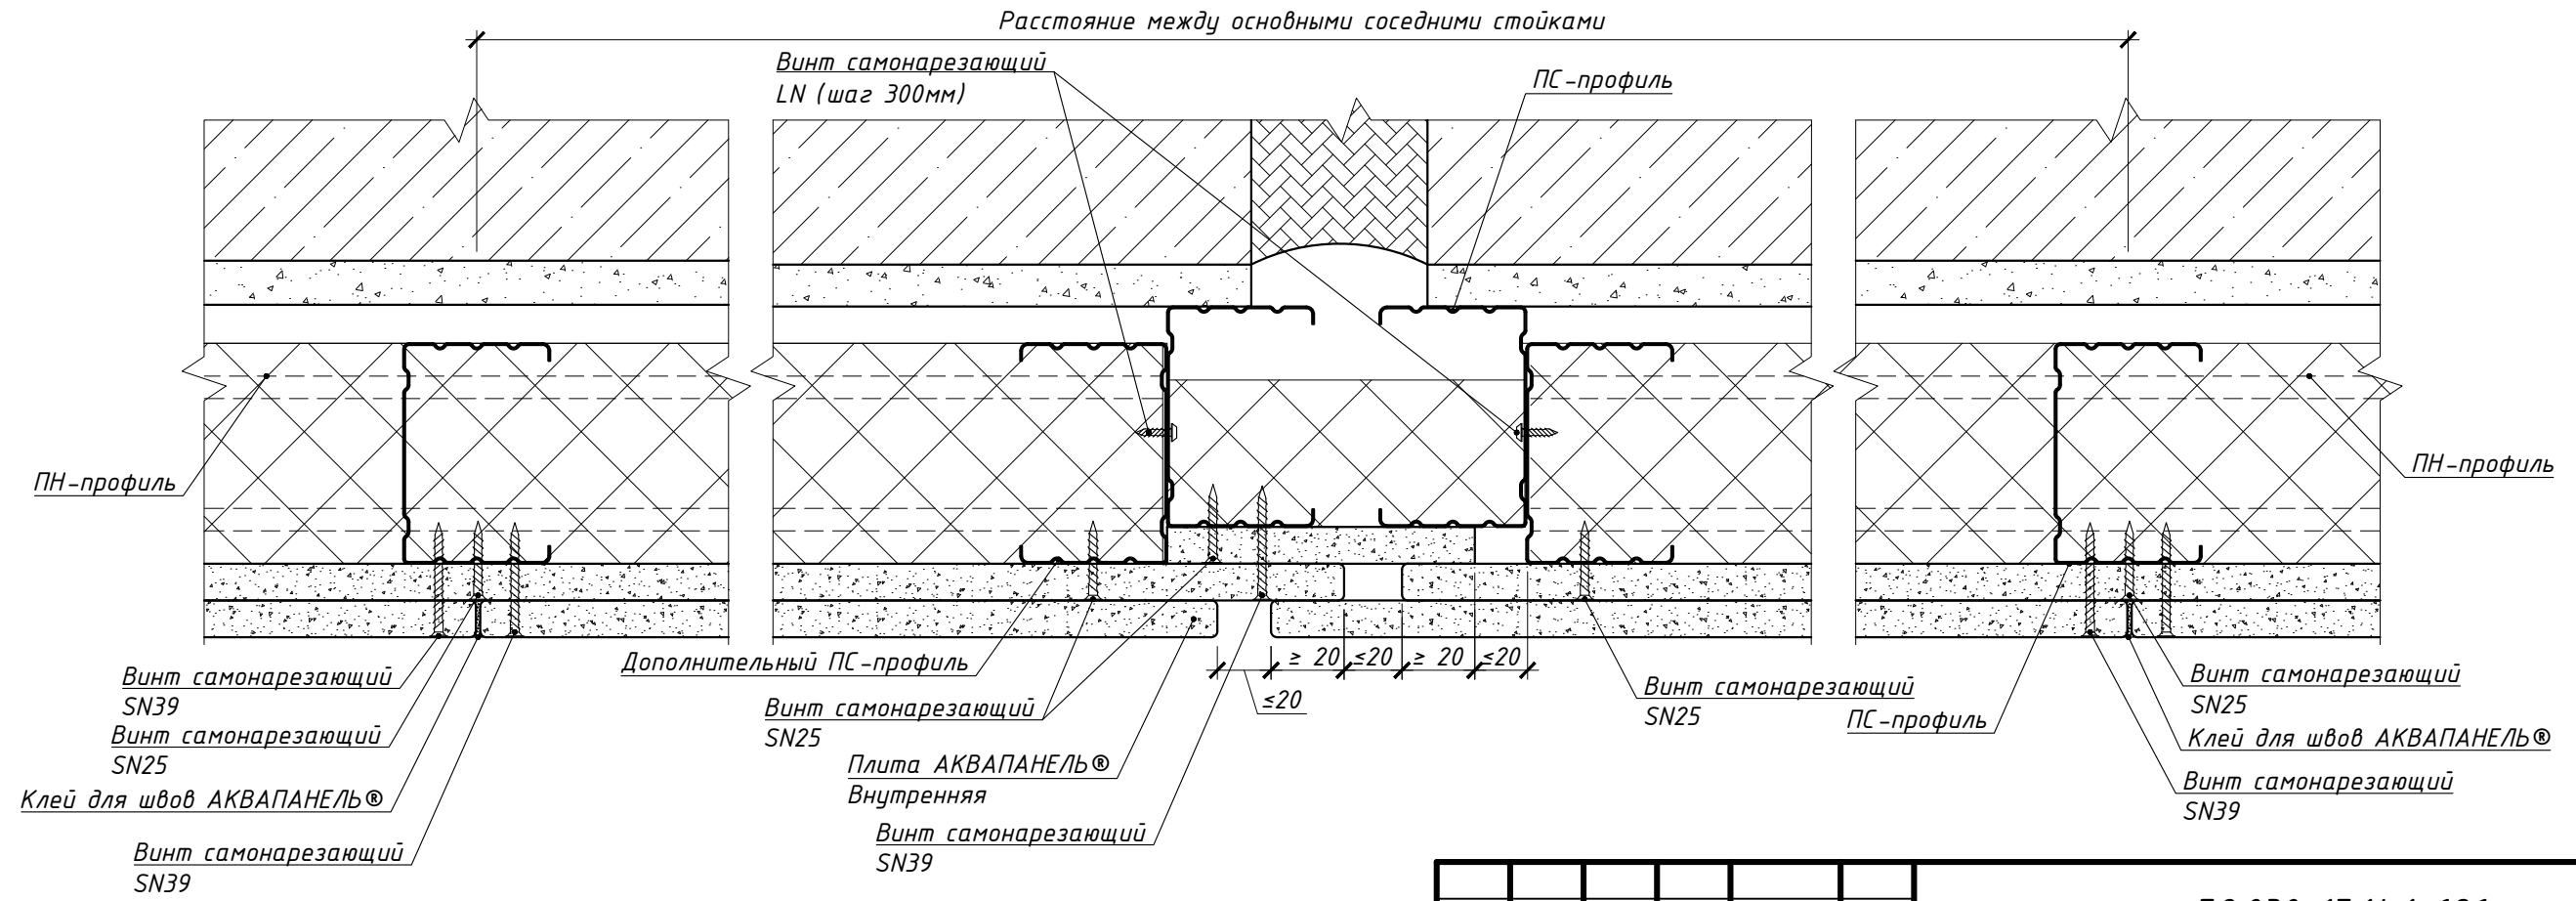 Расстояние между основными соседними стойками
Винт самонарезающий
LN (шаг 300мм)
ПС-профиль
ПН-профиль
ПН-профиль
Дополнительный ПС-профиль
≥ 20
≤20
≥ 20
≤20
≤20
Винт самонарезающий
SN39
Винт самонарезающий
SN25
Клей для швов АКВАПАНЕЛЬ®
Винт самонарезающий
SN39
Винт самонарезающий
SN25
Плита АКВАПАНЕЛЬ®
Внутренняя
Винт самонарезающий
SN39
Винт самонарезающий
SN25
ПС-профиль
Винт самонарезающий
SN25
Клей для швов АКВАПАНЕЛЬ®
Винт самонарезающий
SN39